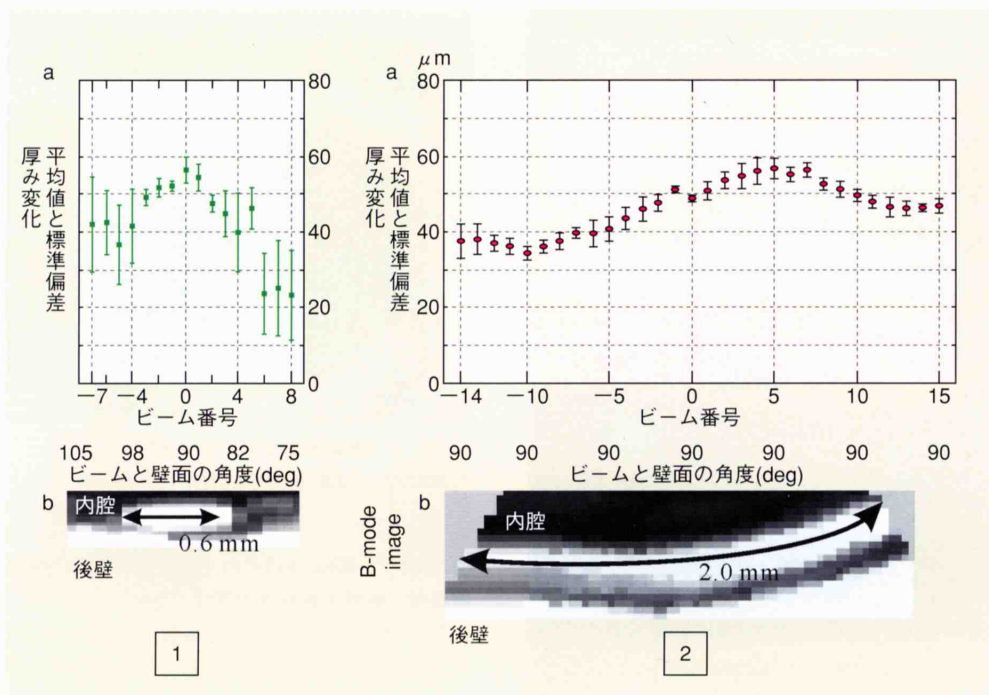 a
80
60
40
20
0
平均値と標準偏差
厚み変化
−7 −4 0 4 8
ビーム番号
105 98 90 82 75
ビームと壁面の角度(deg)
b
内腔
0.6 mm
後壁
1
a
μm
80
60
40
20
0
平均値と標準偏差
厚み変化
−14 −10 −5 0 5 10 15
ビーム番号
90 90 90 90 90 90 90
ビームと壁面の角度(deg)
b
B-mode
image
内腔
2.0 mm
後壁
2